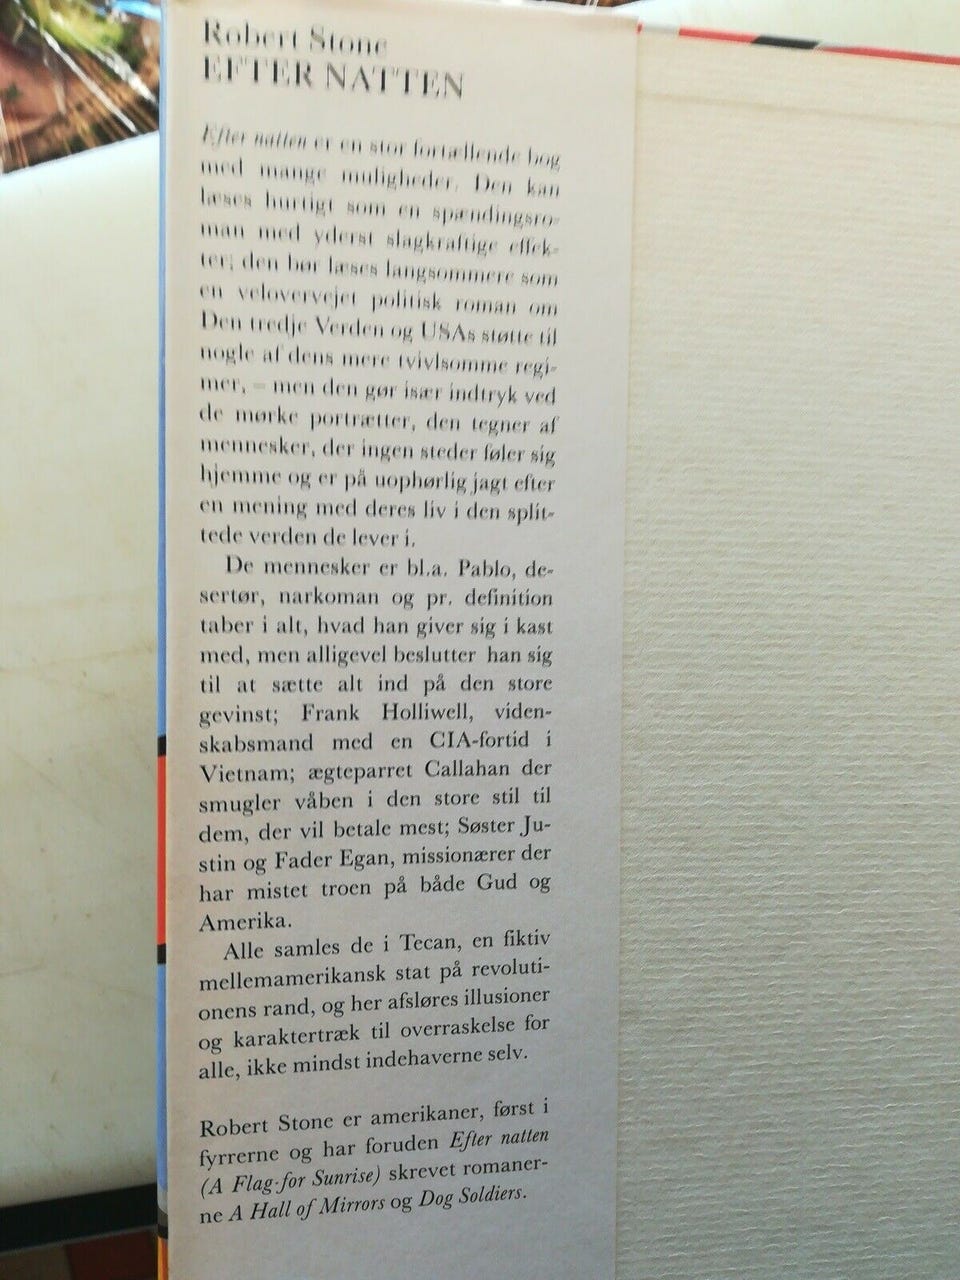 Robert Stone
EFTER NATTEN
Efter natten er en stor fortællende bog
med mange muligheder. Den kan
læses hurtigt som en spændingsro-
man med yderst slagkraftige effek-
ter; den bør læses langsommere som
en velovervejet politisk roman om
Den tredje Verden og USAs støtte til
nogle af dens mere tvivlsomme regi-
mer, – men den gør især indtryk ved
de mørke portrætter, den tegner af
mennesker, der ingen steder føler sig
hjemme og er på uophørlig jagt efter
en mening med deres liv i den split-
tede verden de lever i.
De mennesker er bl.a. Pablo, de-
sertør, narkoman og pr. definition
taber i alt, hvad han giver sig i kast
med, men alligevel beslutter han sig
til at sætte alt ind på den store
gevinst; Frank Holliwell, viden-
skabsmand med en CIA-fortid i
Vietnam; ægteparret Callahan der
smugler våben i den store stil til
dem, der vil betale mest; Søster Ju-
stin og Fader Egan, missionærer der
har mistet troen på både Gud og
Amerika.
Alle samles de i Tecan, en fiktiv
mellemamerikansk stat på revoluti-
onens rand, og her afsløres illusioner
og karaktertræk til overraskelse for
alle, ikke mindst indehaverne selv.
Robert Stone er amerikaner, først i
fyrrerne og har foruden Efter natten
(A Flag for Sunrise) skrevet romaner-
ne A Hall of Mirrors og Dog Soldiers.